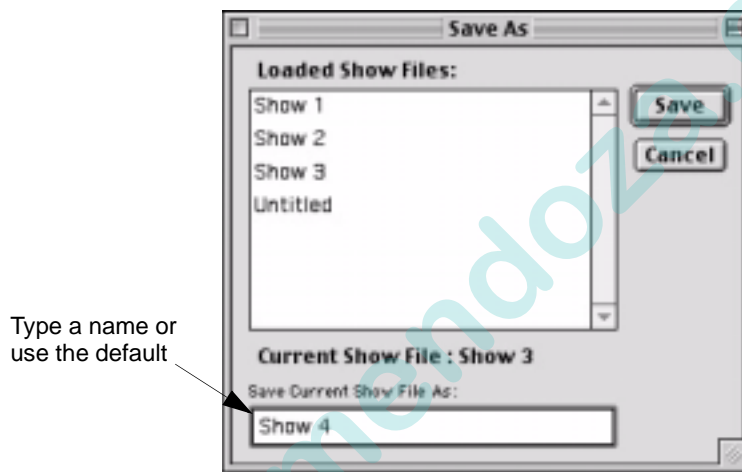 Save As
Loaded Show Files:
Show 1
Save
Show 2
Cancel
Show 3
Untitled
Type a name or
use the default
Current Show File : Show 3
Save Current Show File As:
Show 4